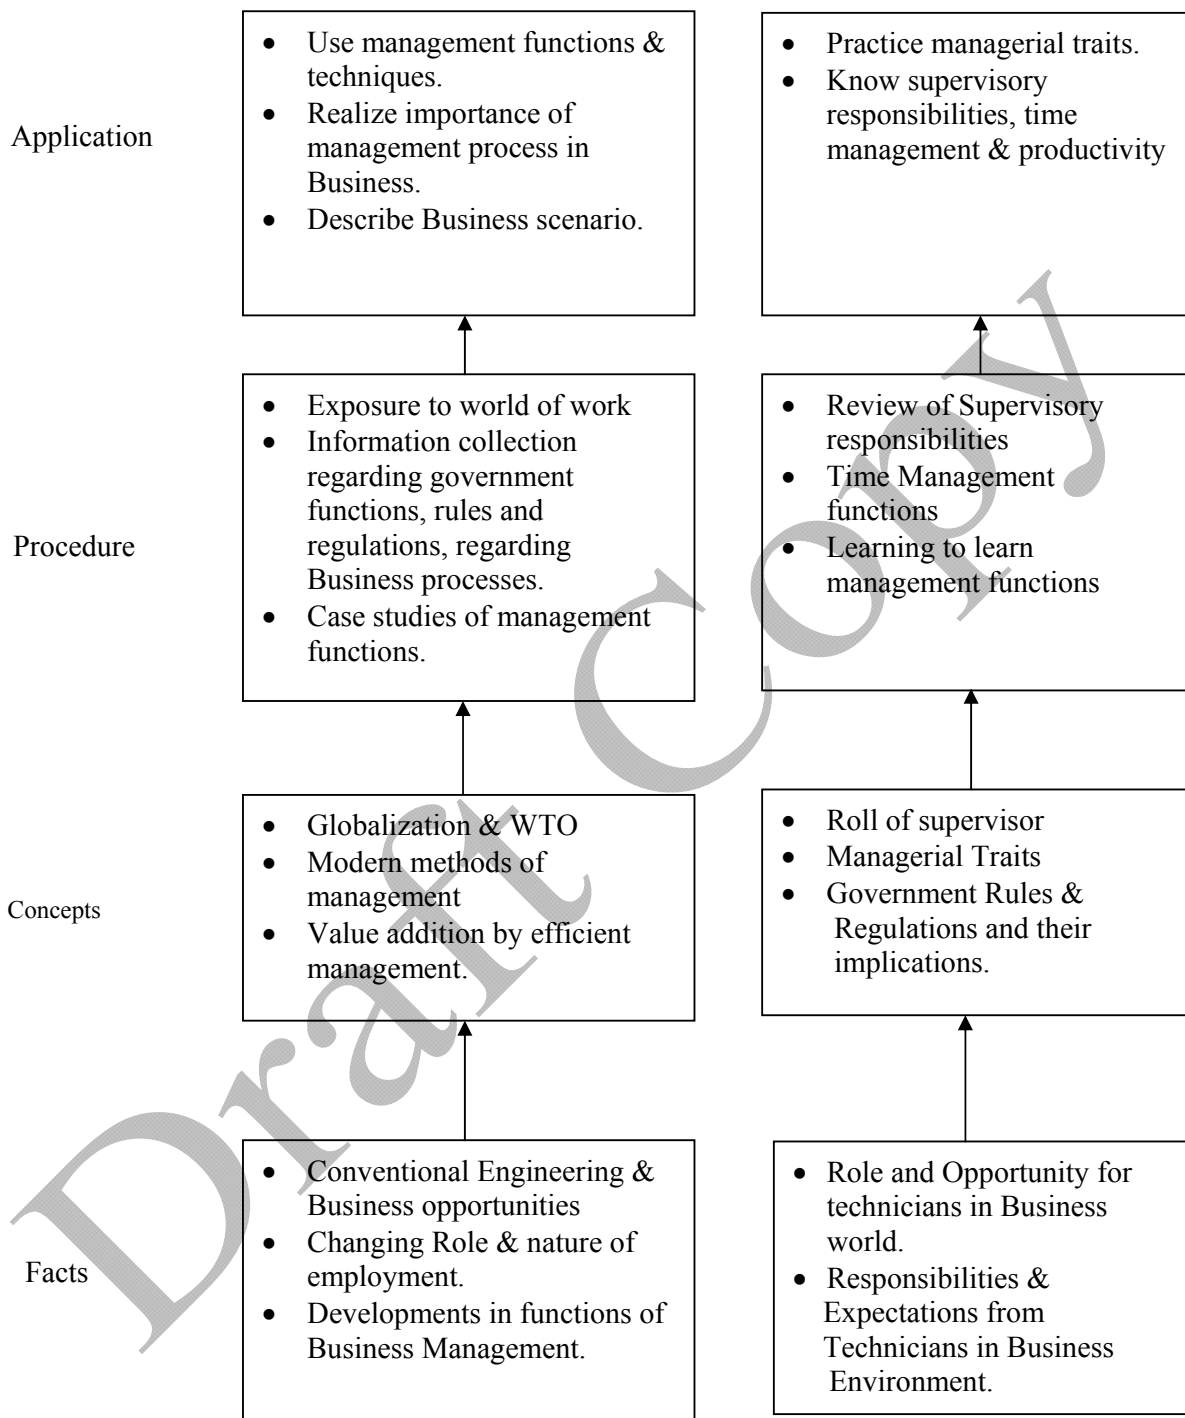 Application
• Use management functions &
techniques.
• Realize importance of
management process in
Business.
• Describe Business scenario.
• Practice managerial traits.
• Know supervisory
responsibilities, time
management & productivity
Procedure
• Exposure to world of work
• Information collection
regarding government
functions, rules and
regulations, regarding
Business processes.
• Case studies of management
functions.
• Review of Supervisory
responsibilities
• Time Management
functions
• Learning to learn
management functions
Concepts
• Globalization & WTO
• Modern methods of
management
• Value addition by efficient
management.
• Roll of supervisor
• Managerial Traits
• Government Rules &
Regulations and their
implications.
Facts
• Conventional Engineering &
Business opportunities
• Changing Role & nature of
employment.
• Developments in functions of
Business Management.
• Role and Opportunity for
technicians in Business
world.
• Responsibilities &
Expectations from
Technicians in Business
Environment.
Draft Copy